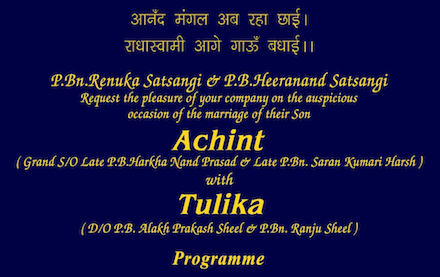 आनँद मंगल अब रहा छाई।
राधास्वामी आगे गाऊँ बधाई।।
P.Bn.Renuka Satsangi & P.B.Heeranand Satsangi
Request the pleasure of your company on the auspicious
occasion of the marriage of their Son
Achint
( Grand S/O Late P.B.Harkha Nand Prasad & Late P.Bn. Saran Kumari Harsh )
with
Tulika
( D/O P.B. Alakh Prakash Sheel & P.Bn. Ranju Sheel )
Programme